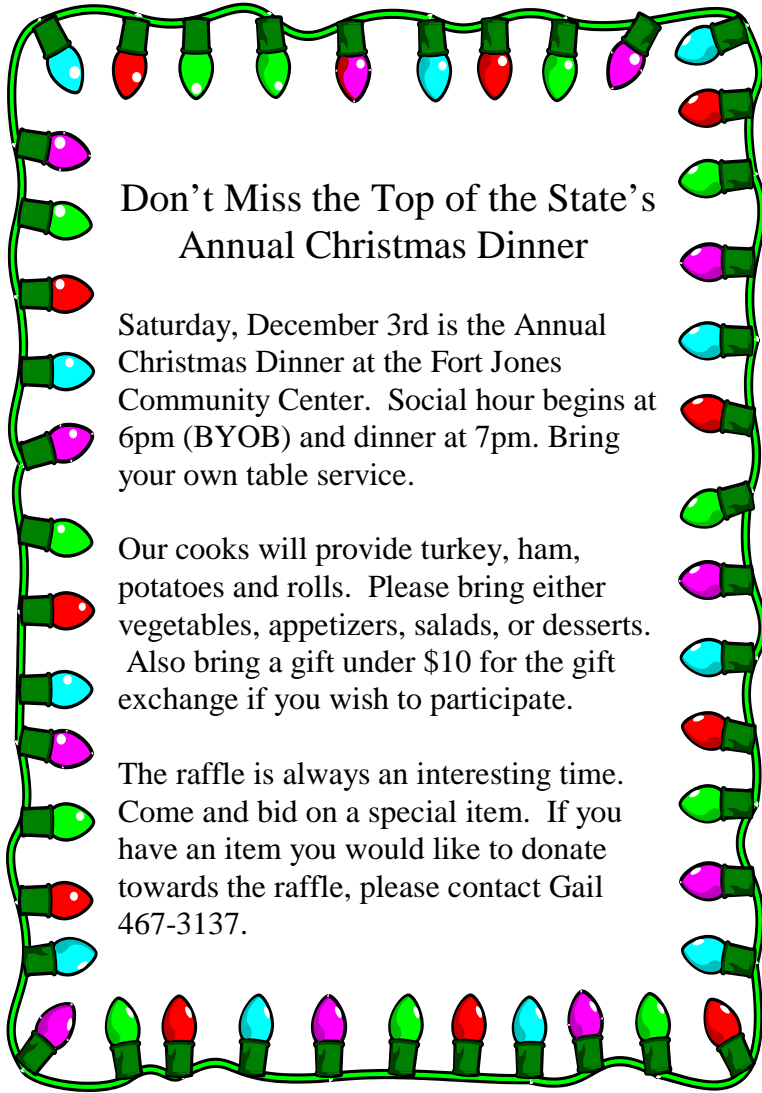 Don’t Miss the Top of the State’s
Annual Christmas Dinner
Saturday, December 3rd is the Annual
Christmas Dinner at the Fort Jones
Community Center.  Social hour begins at
6pm (BYOB) and dinner at 7pm. Bring
your own table service.
Our cooks will provide turkey, ham,
potatoes and rolls.  Please bring either
vegetables, appetizers, salads, or desserts.
Also bring a gift under $10 for the gift
exchange if you wish to participate.
The raffle is always an interesting time.
Come and bid on a special item.  If you
have an item you would like to donate
towards the raffle, please contact Gail
467-3137.